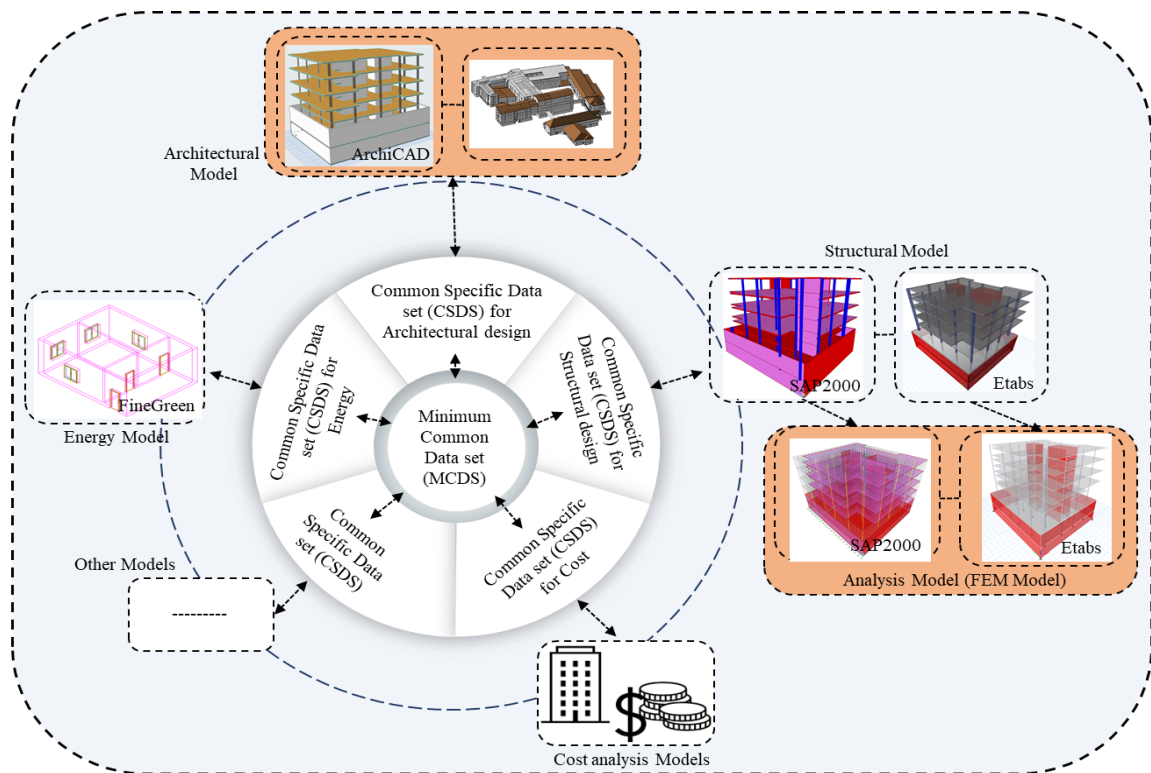 ArchiCAD
Architectural
Model
Structural Model
SAP2000
Etabs
FineGreen
Energy Model
Common Specific Data
set (CSDS) for
Architectural design
Common Specific
Data set (CSDS) for
Structural design
Common Specific Data
set (CSDS) for
Energy
Minimum
Common
Data set
(MCDS)
Common
Specific Data
set (CSDS)
Common Specific
Data set (CSDS)
for Cost
SAP2000
Etabs
Analysis Model (FEM Model)
Other Models
----------
$
Cost analysis Models